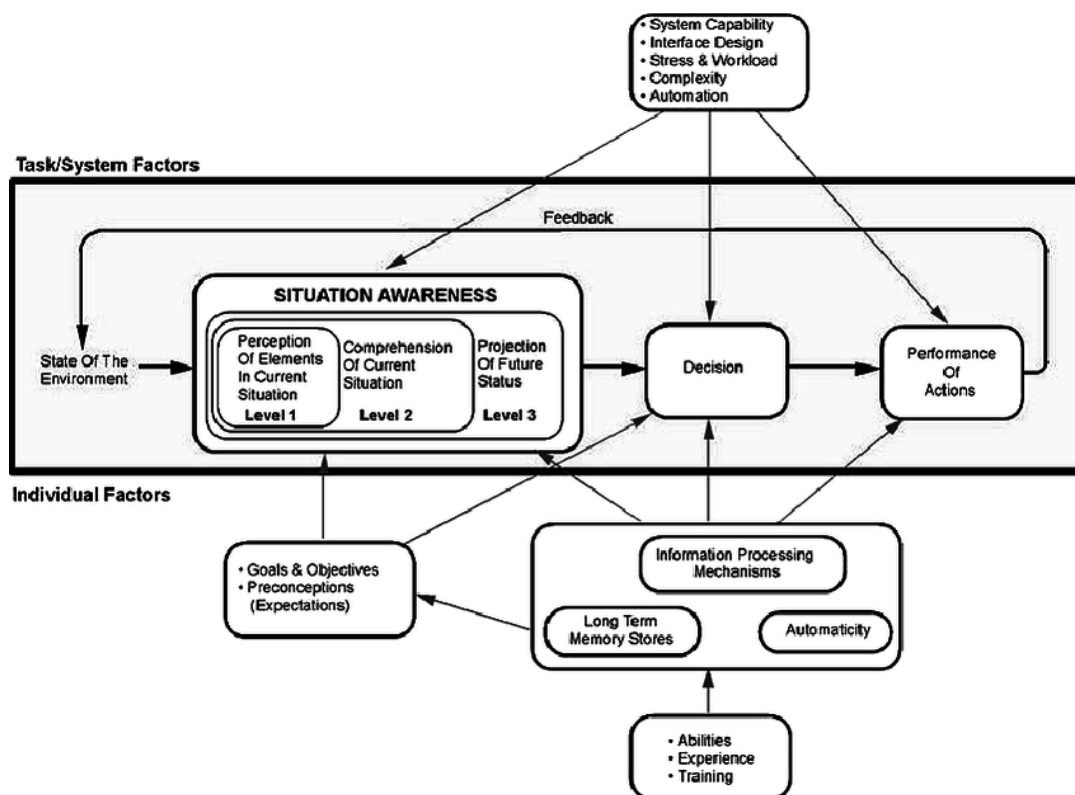 • System Capability
• Interface Design
• Stress & Workload
• Complexity
• Automation
Task/System Factors
Feedback
SITUATION AWARENESS
State Of The
Environment
Perception
Of Elements
In Current
Situation
Level 1
Comprehension
Of Current
Situation
Level 2
Projection
Of Future
Status
Level 3
Decision
Performance
Of
Actions
Individual Factors
• Goals & Objectives
• Preconceptions
(Expectations)
Information Processing
Mechanisms
Long Term
Memory Stores
Automaticity
• Abilities
• Experience
• Training